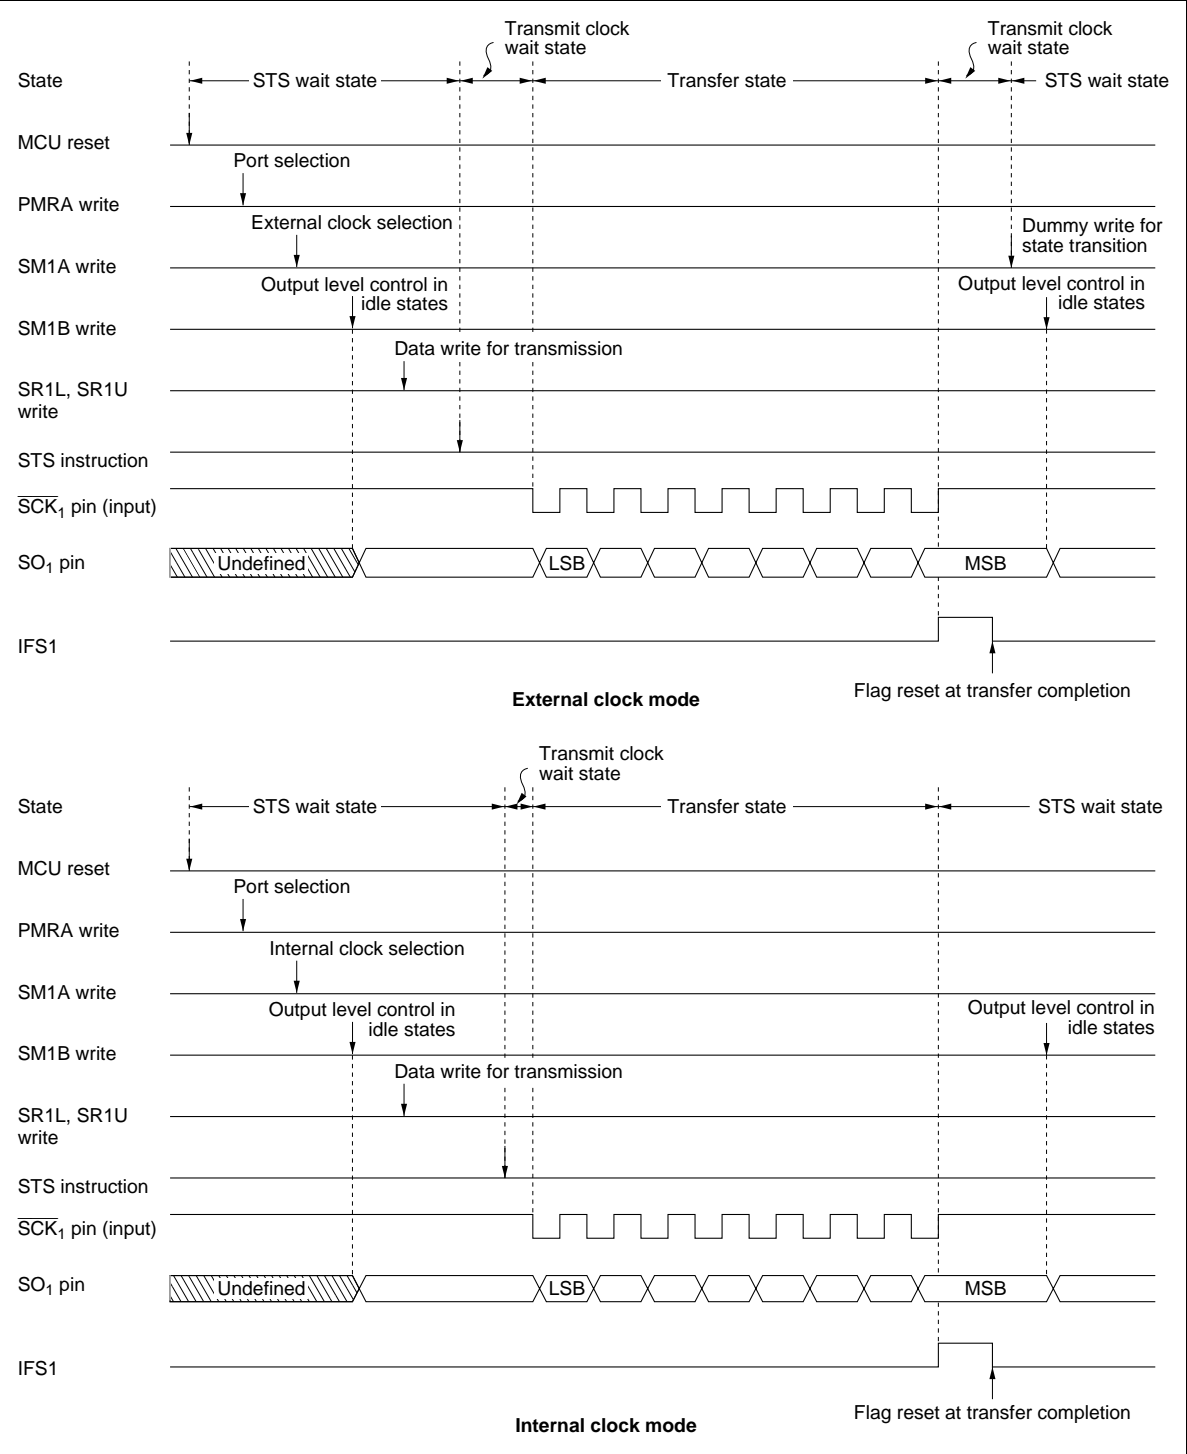 Transmit clock
wait state
Transmit clock
wait state
State
STS wait state
Transfer state
STS wait state
MCU reset
Port selection
PMRA write
External clock selection
Dummy write for
state transition
SM1A write
Output level control in
idle states
Output level control in
idle states
SM1B write
Data write for transmission
SR1L, SR1U
write
STS instruction
S̅C̅K̅₁ pin (input)
SO₁ pin
Undefined
LSB
MSB
IFS1
Flag reset at transfer completion
External clock mode
Transmit clock
wait state
State
STS wait state
Transfer state
STS wait state
MCU reset
Port selection
PMRA write
Internal clock selection
SM1A write
Output level control in
idle states
Output level control in
idle states
SM1B write
Data write for transmission
SR1L, SR1U
write
STS instruction
S̅C̅K̅₁ pin (input)
SO₁ pin
Undefined
LSB
MSB
IFS1
Flag reset at transfer completion
Internal clock mode